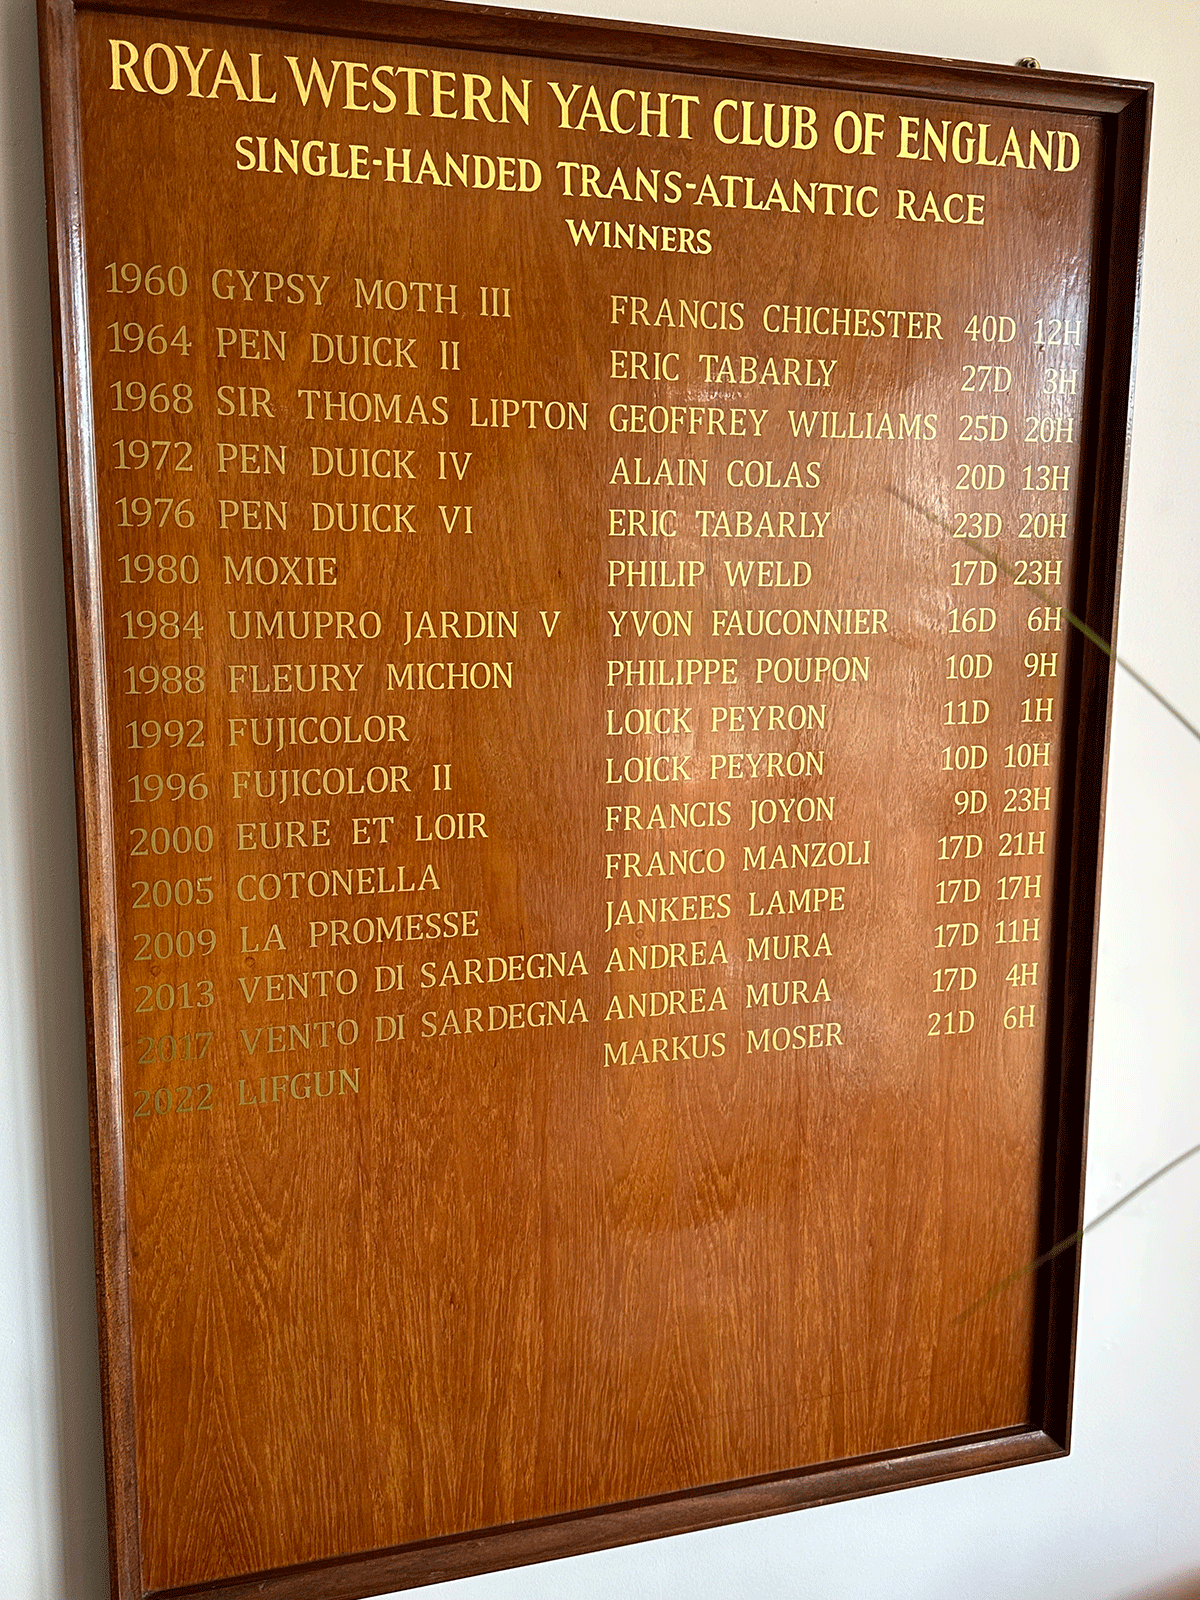 ROYAL WESTERN YACHT CLUB OF ENGLAND
SINGLE-HANDED TRANS-ATLANTIC RACE
WINNERS
1960 GYPSY MOTH III FRANCIS CHICHESTER 40D 12H
1964 PEN DUICK II ERIC TABARLY 27D 3H
1968 SIR THOMAS LIPTON GEOFFREY WILLIAMS 25D 20H
1972 PEN DUICK IV ALAIN COLAS 20D 13H
1976 PEN DUICK VI ERIC TABARLY 23D 20H
1980 MOXIE PHILIP WELD 17D 23H
1984 UMUPRO JARDIN V YVON FAUCONNIER 16D 6H
1988 FLEURY MICHON PHILIPPE POUPON 10D 9H
1992 FUJICOLOR LOICK PEYRON 11D 1H
1996 FUJICOLOR II LOICK PEYRON 10D 10H
2000 EURE ET LOIR FRANCIS JOYON 9D 23H
2005 COTONELLA FRANCO MANZOLI 17D 21H
2009 LA PROMESSE JANKEES LAMPE 17D 17H
2013 VENTO DI SARDEGNA ANDREA MURA 17D 11H
2017 VENTO DI SARDEGNA ANDREA MURA 17D 4H
2022 LIFGUN MARKUS MOSER 21D 6H